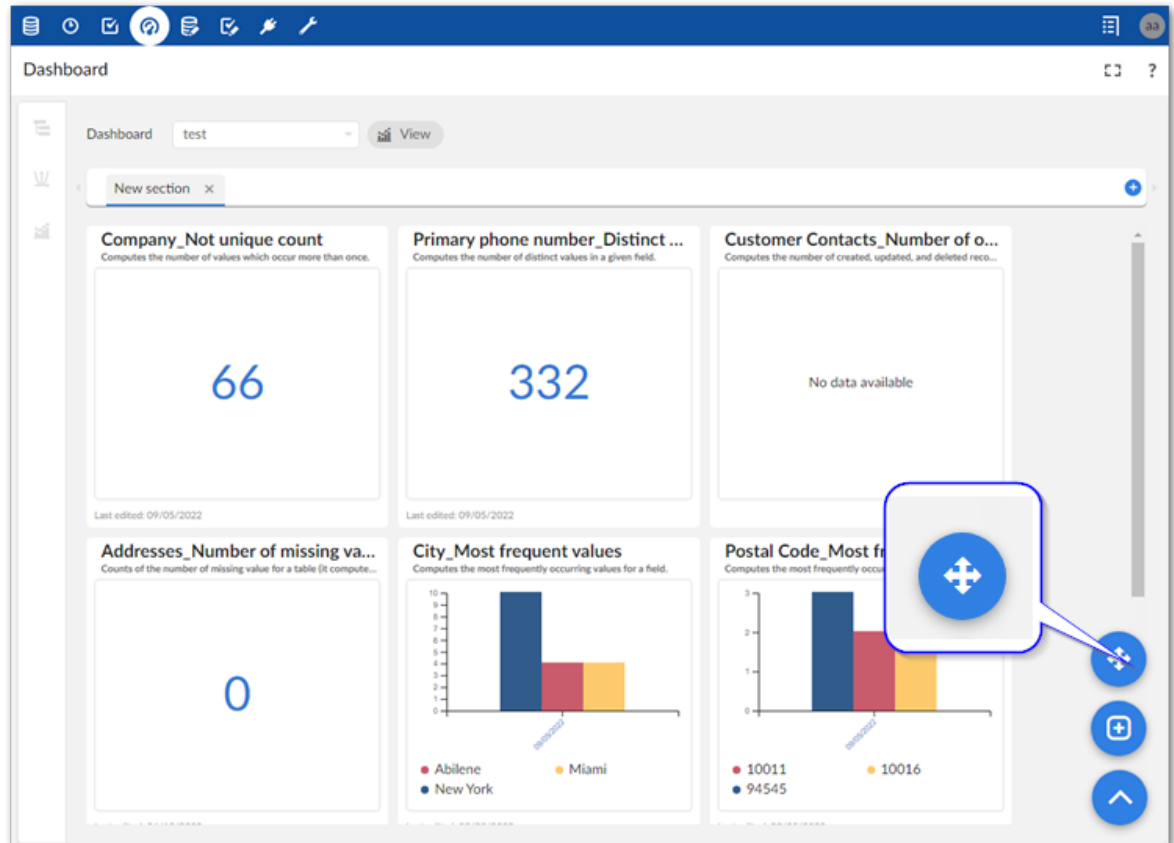 aa
Dashboard
?
Dashboard
test
View
New section
Company_Not unique count
Computes the number of values which occur more than once.
66
Last edited: 09/05/2022
Primary phone number_Distinct ...
Computes the number of distinct values in a given field.
332
Last edited: 09/05/2022
Customer Contacts_Number of o...
Computes the number of created, updated, and deleted reco...
No data available
Addresses_Number of missing va...
Counts of the number of missing value for a table (it compute...
0
City_Most frequent values
Computes the most frequently occurring values for a field.
10
9
8
7
6
5
4
3
2
1
0
09/05/2022
Abilene
Miami
New York
Postal Code_Most fr
Computes the most frequently occu
3
2
1
0
09/05/2022
10011
10016
94545